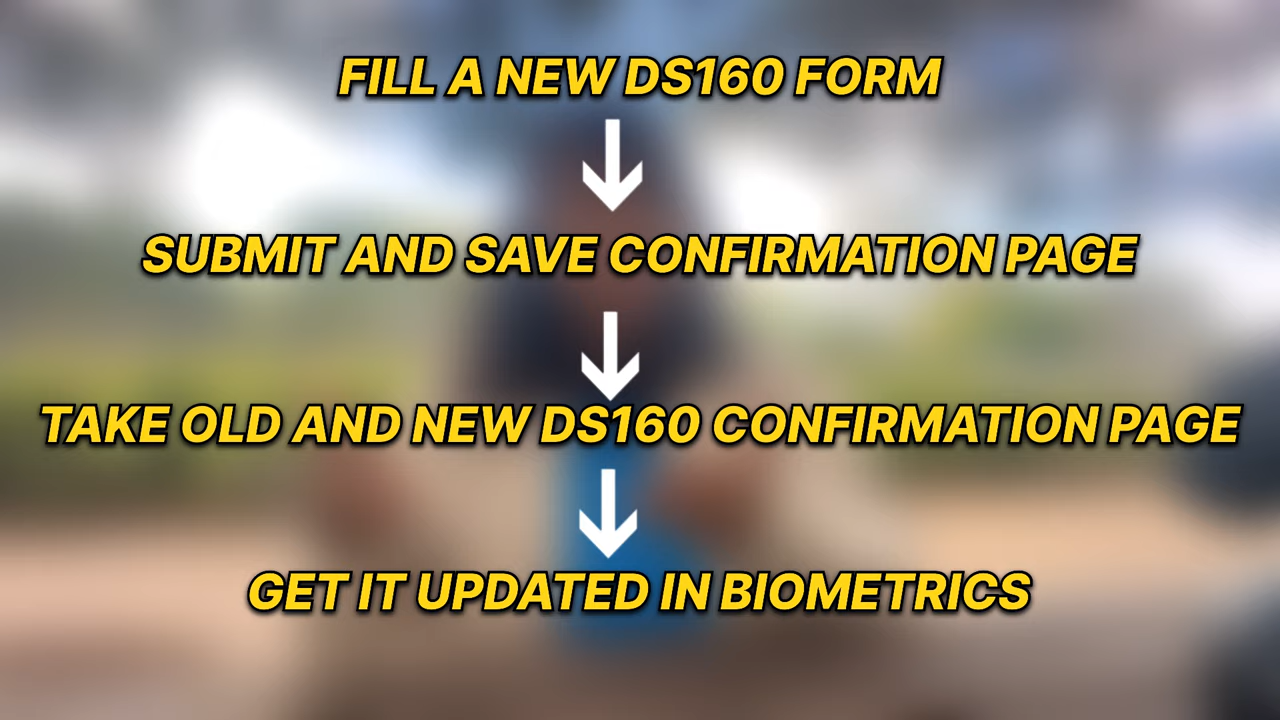 FILL A NEW DS160 FORM
SUBMIT AND SAVE CONFIRMATION PAGE
TAKE OLD AND NEW DS160 CONFIRMATION PAGE
GET IT UPDATED IN BIOMETRICS